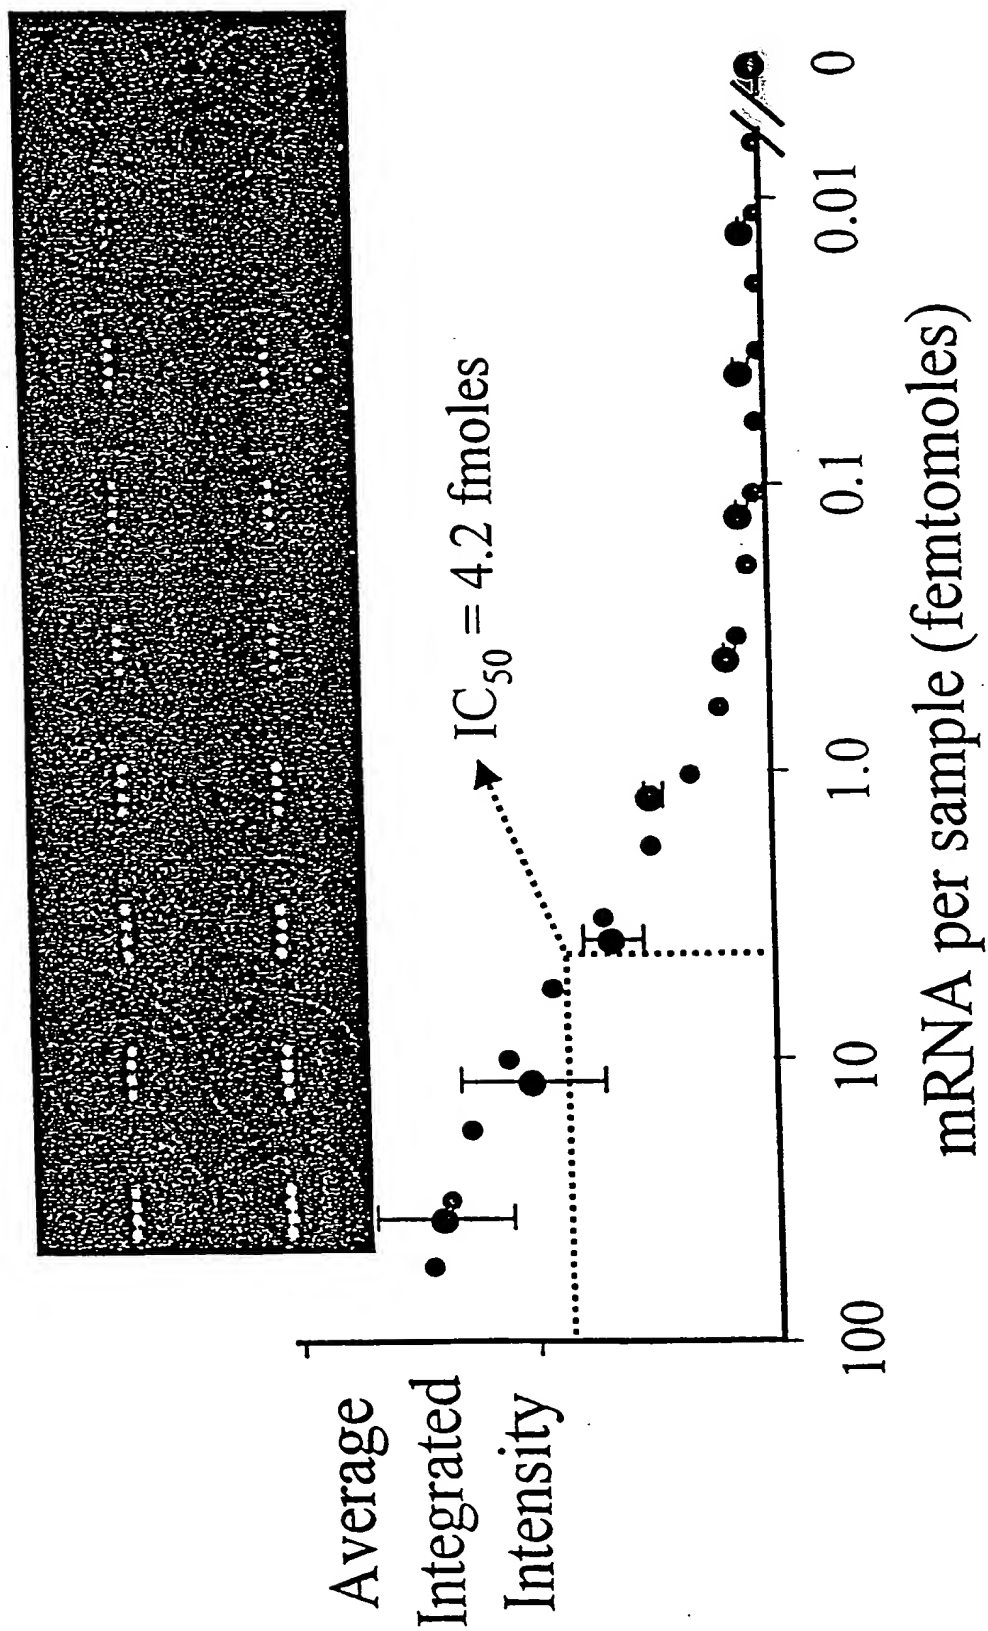 Average
Integrated
Intensity
IC50 = 4.2 fmoles
100
10
1.0
0.1
0.01
0
mRNA per sample (femtomoles)